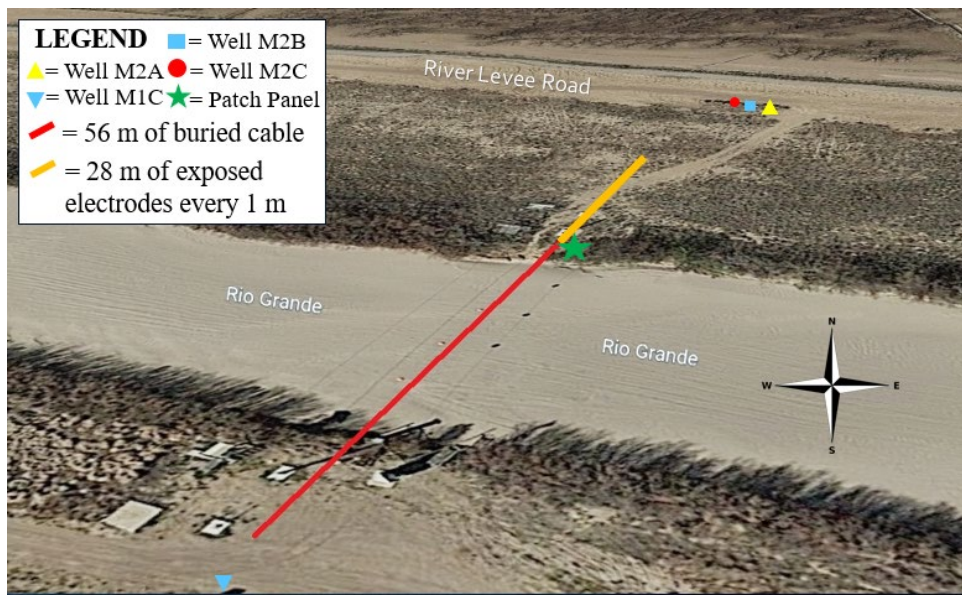 LEGEND
= Well M2B
= Well M2A
= Well M2C
= Well M1C
= Patch Panel
= 56 m of buried cable
= 28 m of exposed
electrodes every 1 m
River Levee Road
Rio Grande
Rio Grande
N
W
E
S